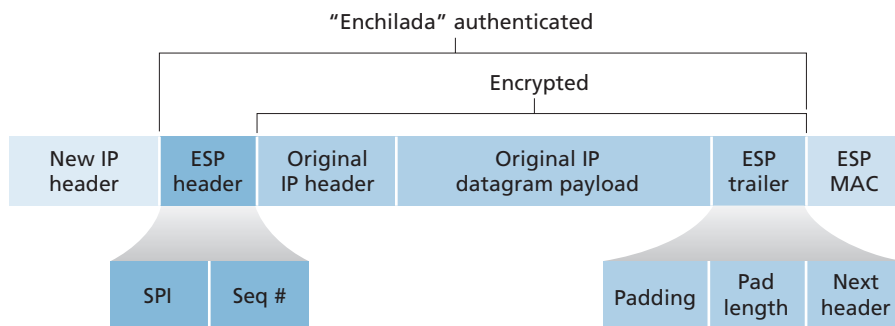 “Enchilada” authenticated
Encrypted
New IP
header
ESP
header
Original
IP header
Original IP
datagram payload
ESP
trailer
ESP
MAC
SPI
Seq #
Padding
Pad
length
Next
header